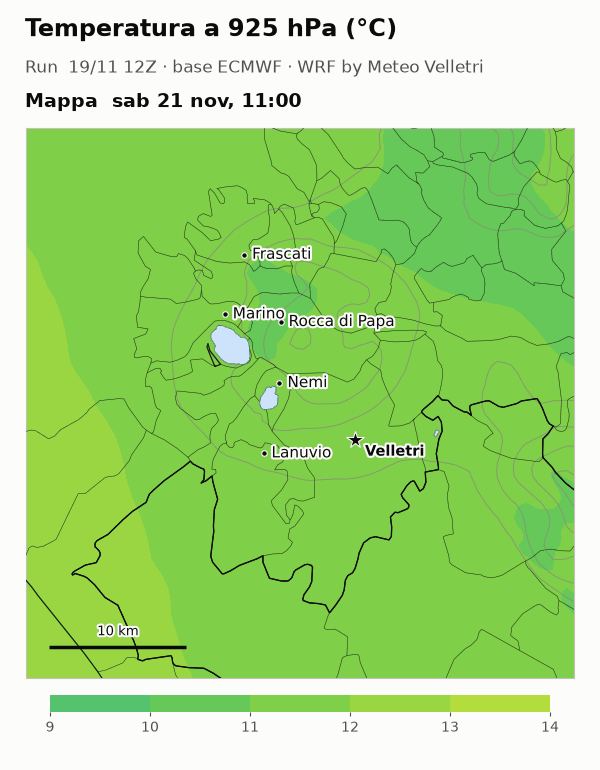 Temperatura a 925 hPa (°C)
Run  19/11 12Z · base ECMWF · WRF by Meteo Velletri
Mappa  sab 21 nov, 11:00
Frascati
Marino
Rocca di Papa
Nemi
Velletri
Lanuvio
10 km
9 10 11 12 13 14